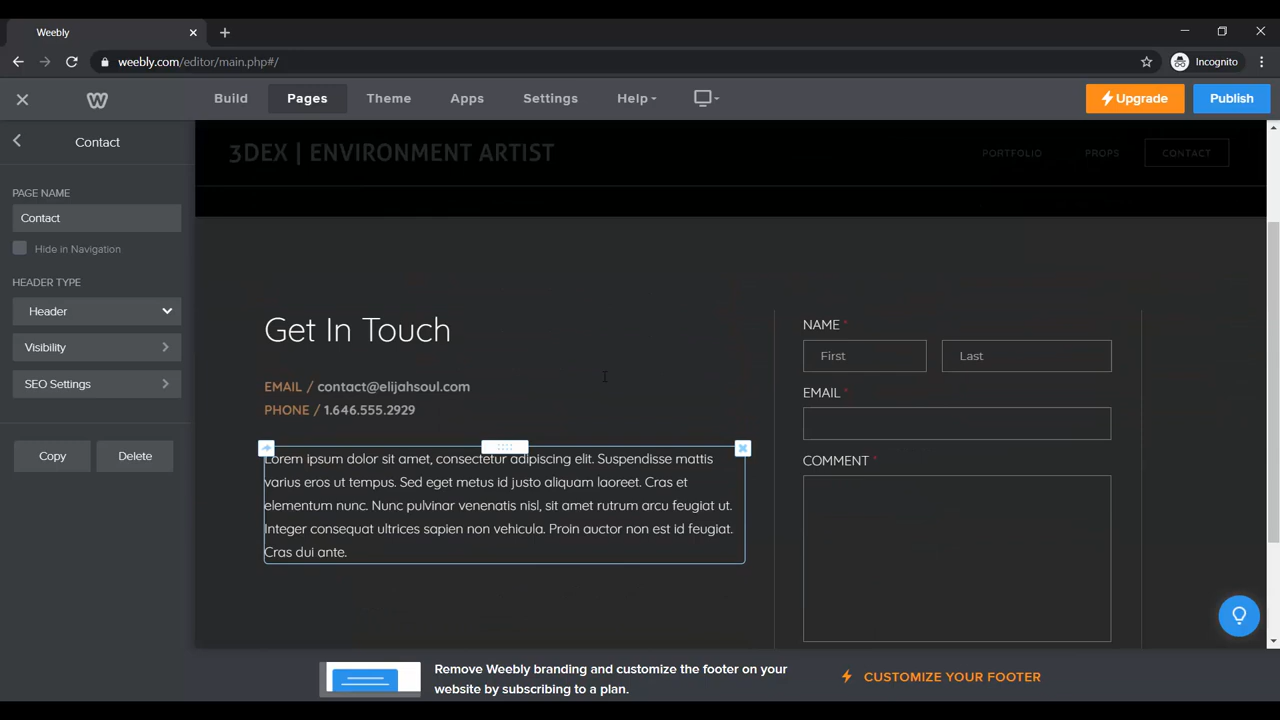 Weebly
weebly.com/editor/main.php#/
Incognito
Build
Pages
Theme
Apps
Settings
Help
Upgrade
Publish
Contact
PAGE NAME
Contact
Hide in Navigation
HEADER TYPE
Header
Visibility
SEO Settings
Copy
Delete
3DEX | ENVIRONMENT ARTIST
PORTFOLIO
PROPS
CONTACT
Get In Touch
EMAIL / contact@elijahsoul.com
PHONE / 1.646.555.2929
Lorem ipsum dolor sit amet, consectetur adipiscing elit. Suspendisse mattis
varius eros ut tempus. Sed eget metus id justo aliquam laoreet. Cras et
elementum nunc. Nunc pulvinar venenatis nisl, sit amet rutrum arcu feugiat ut.
Integer consequat ultrices sapien non vehicula. Proin auctor non est id feugiat.
Cras dui ante.
NAME *
First
Last
EMAIL *
COMMENT *
Remove Weebly branding and customize the footer on your
website by subscribing to a plan.
CUSTOMIZE YOUR FOOTER